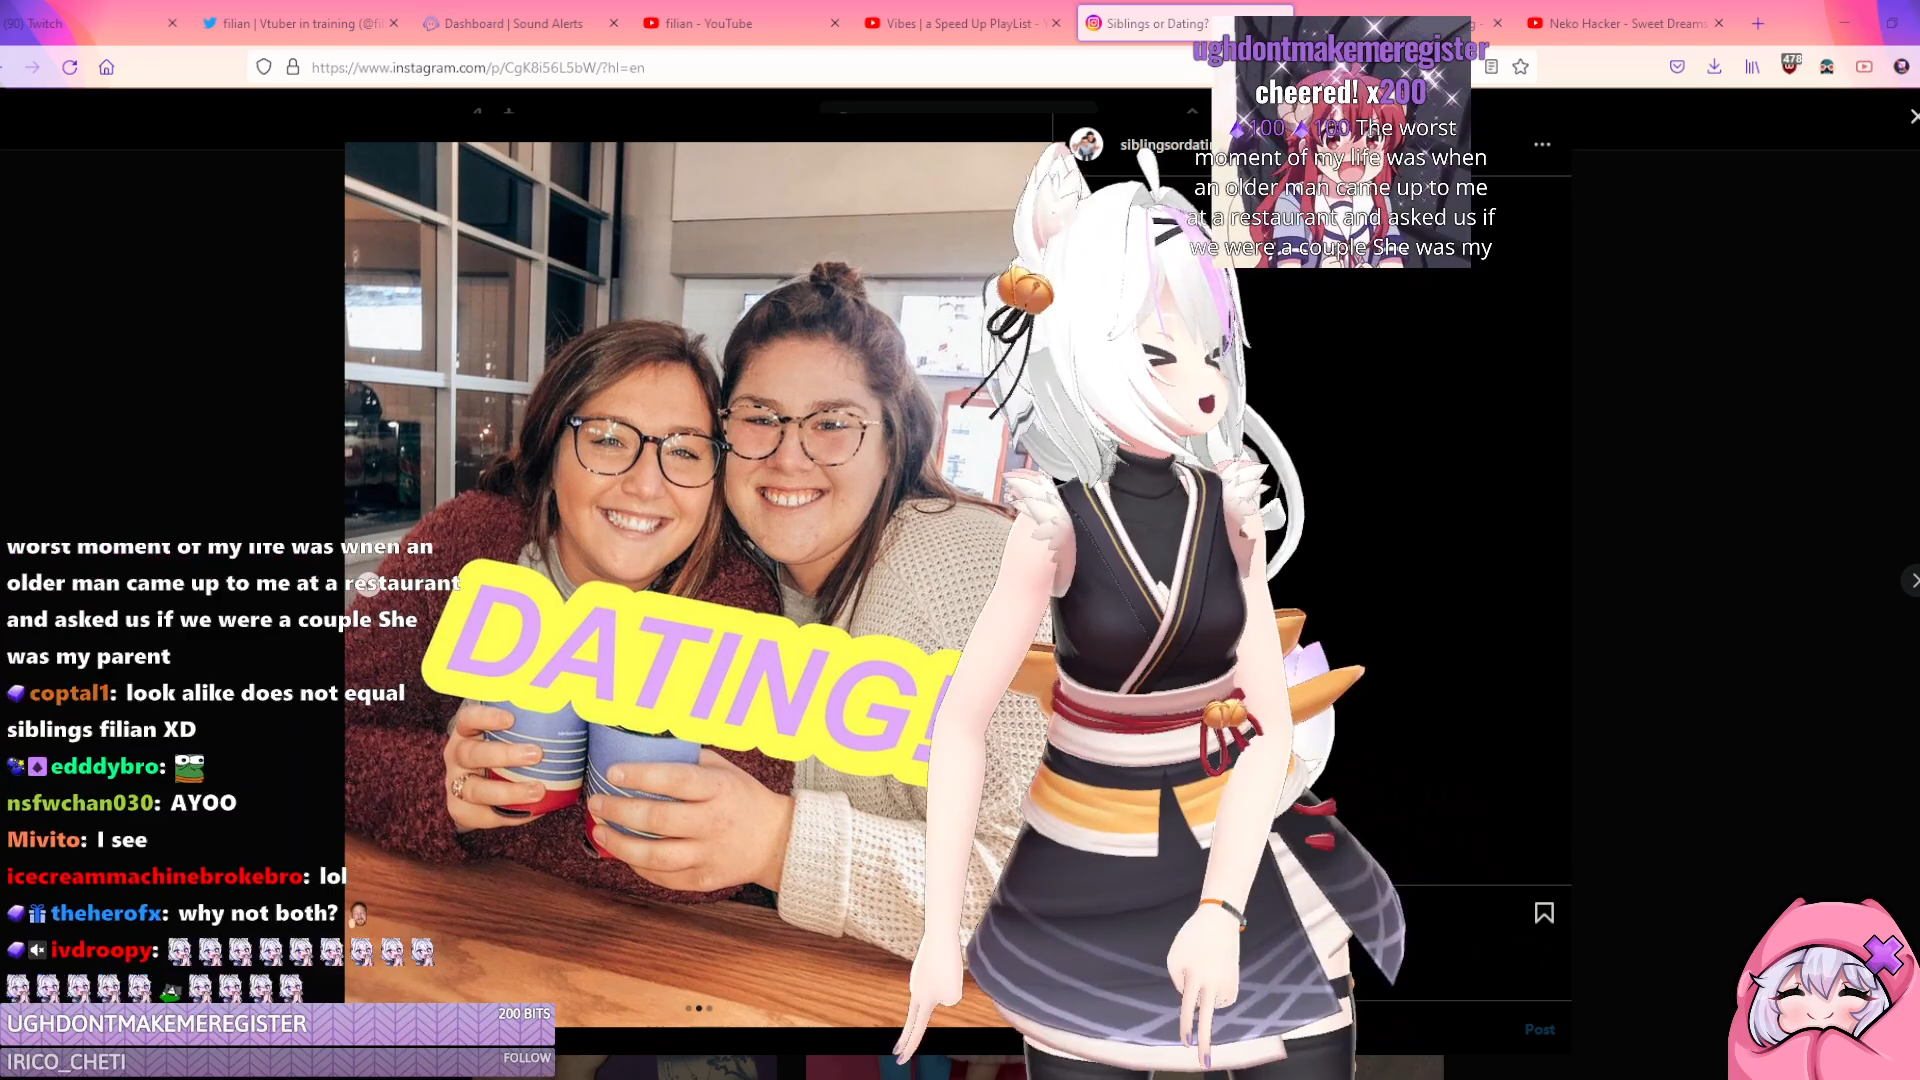 (90) Twitch
filian | Vtuber in training (@fil
Dashboard | Sound Alerts
filian - YouTube
Vibes | a Speed Up PlayList -
Siblings or Dating?
Neko Hacker - Sweet Dreams
https://www.instagram.com/p/CgK8i56L5bW/?hl=en
478
ughdontmakemeregister
cheered! x200
100 100 The worst
moment of my life was when
an older man came up to me
at a restaurant and asked us if
we were a couple She was my
siblingsordati
DATING!
worst moment of my life was when an
older man came up to me at a restaurant
and asked us if we were a couple She
was my parent
coptal1: look alike does not equal
siblings filian XD
edddybro:
nsfwchan030: AYOO
Mivito: I see
icecreammachinebrokebro: lol
theherofx: why not both?
ivdroopy:
UGHDONTMAKEMEREGISTER 200 BITS
IRICO_CHETI FOLLOW
Post